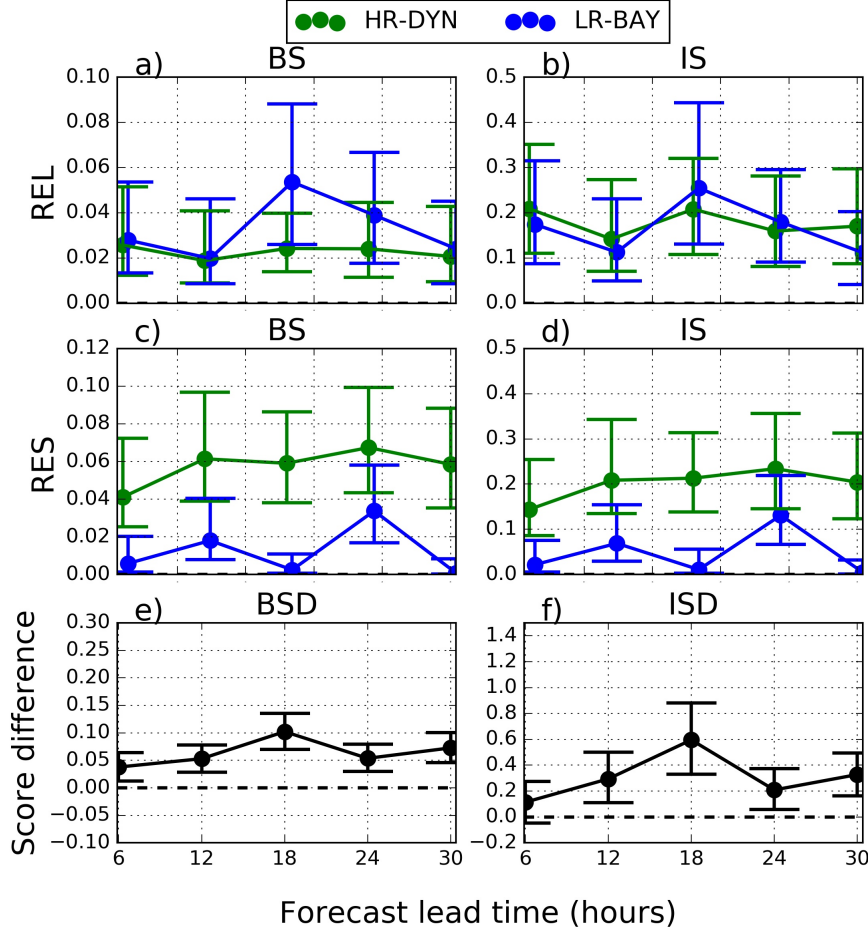 HR-DYN LR-BAY
a) BS b) IS
0.10 0.5
0.08 0.4
0.06 0.3
0.04 0.2
0.02 0.1
0.00 0.0
REL
c) BS d) IS
0.12 0.5
0.10 0.4
0.08 0.3
0.06 0.2
0.04 0.1
0.02 0.0
0.00
RES
e) BSD f) ISD
0.30 1.4
0.25 1.2
0.20 1.0
0.15 0.8
0.10 0.6
0.05 0.4
0.00 0.2
−0.05 0.0
−0.10 −0.2
Score difference
6 12 18 24 30 6 12 18 24 30
Forecast lead time (hours)